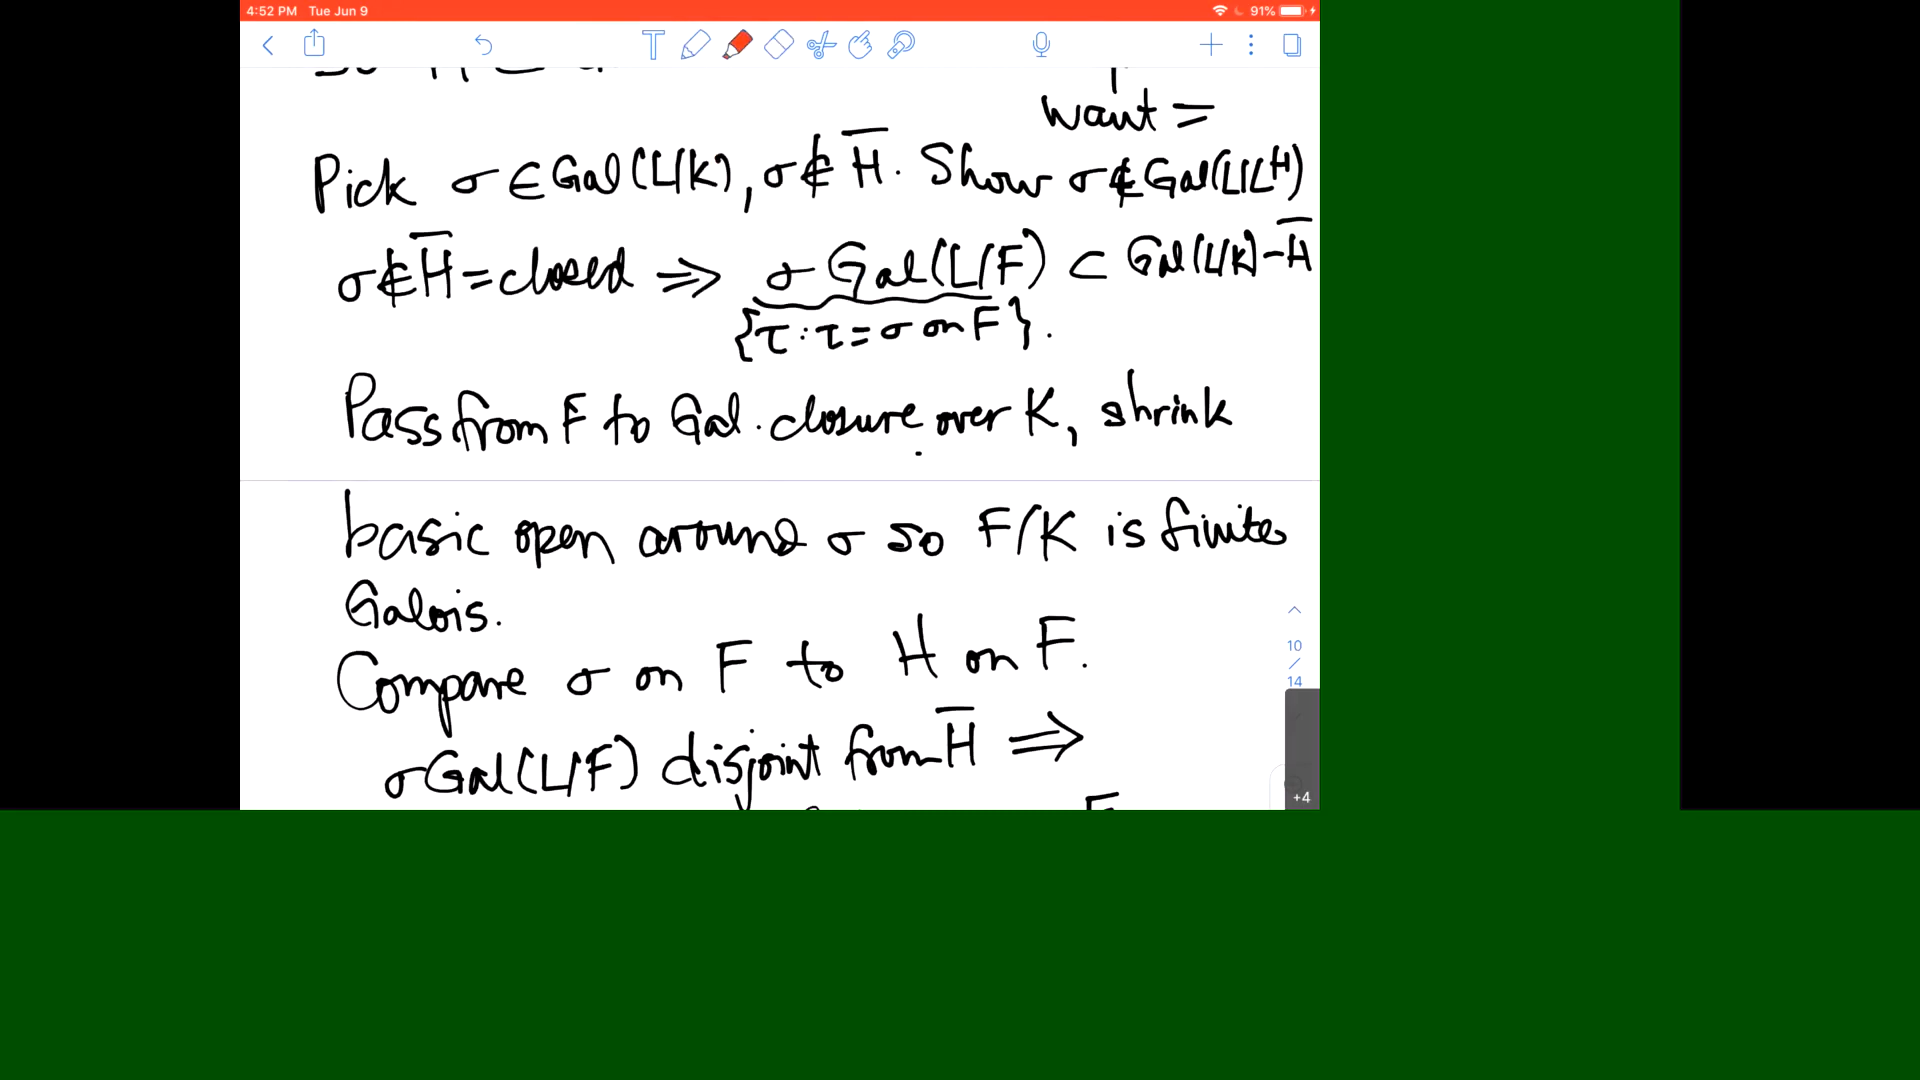 4:52 PM Tue Jun 9
91%
T
want =
Pick σ ∈ Gal(L/K), σ ∉ H̅. Show σ ∉ Gal(L/L^H)
σ ∉ H̅ = closed ⇒ σ Gal(L/F) ⊂ Gal(L/K) - H̅
{τ : τ = σ on F}.
Pass from F to Gal. closure over K, shrink
basic open around σ so F/K is finite
Galois.
Compare σ on F to H on F.
σGal(L/F) disjoint from H̅ ⇒
10
/
14
+4